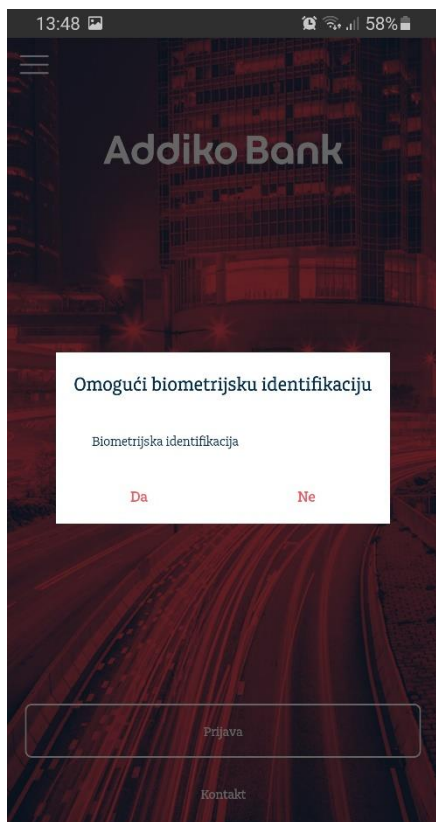 13:48
58%
Addiko Bank
Omogući biometrijsku identifikaciju
Biometrijska identifikacija
Da
Ne
Prijava
Kontakt